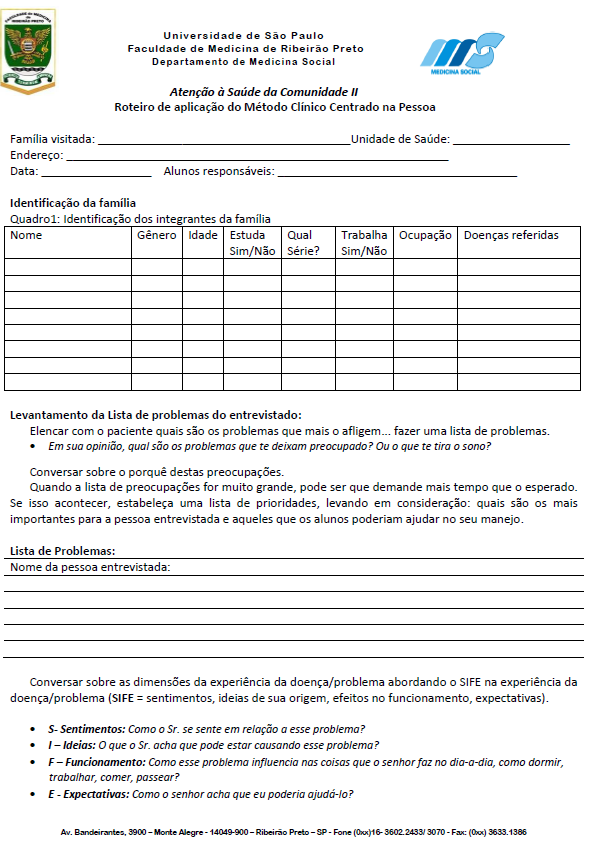 FACULDADE DE MEDICINA DE
RIBEIRÃO PRETO
Universidade de São Paulo
Faculdade de Medicina de Ribeirão Preto
Departamento de Medicina Social
MEDICINA SOCIAL
Atenção à Saúde da Comunidade II
Roteiro de aplicação do Método Clínico Centrado na Pessoa
Família visitada: ______ Unidade de Saúde: ______
Endereço: ______
Data: ______ Alunos responsáveis: ______
Identificação da família
Quadro1: Identificação dos integrantes da família
Nome Gênero Idade Estuda Qual Trabalha Ocupação Doenças referidas
Sim/Não Série? Sim/Não
Levantamento da Lista de problemas do entrevistado:
Elencar com o paciente quais são os problemas que mais o afligem... fazer uma lista de problemas.
• Em sua opinião, qual são os problemas que te deixam preocupado? Ou o que te tira o sono?
Conversar sobre o porquê destas preocupações.
Quando a lista de preocupações for muito grande, pode ser que demande mais tempo que o esperado.
Se isso acontecer, estabeleça uma lista de prioridades, levando em consideração: quais são os mais
importantes para a pessoa entrevistada e aqueles que os alunos poderiam ajudar no seu manejo.
Lista de Problemas:
Nome da pessoa entrevistada:
Conversar sobre as dimensões da experiência da doença/problema abordando o SIFE na experiência da
doença/problema (SIFE = sentimentos, ideias de sua origem, efeitos no funcionamento, expectativas).
• S- Sentimentos: Como o Sr. se sente em relação a esse problema?
• I – Ideias: O que o Sr. acha que pode estar causando esse problema?
• F – Funcionamento: Como esse problema influencia nas coisas que o senhor faz no dia-a-dia, como dormir,
trabalhar, comer, passear?
• E - Expectativas: Como o senhor acha que eu poderia ajudá-lo?
Av. Bandeirantes, 3900 – Monte Alegre - 14049-900 – Ribeirão Preto – SP - Fone (0xx)16- 3602.2433/ 3070 - Fax: (0xx) 3633.1386